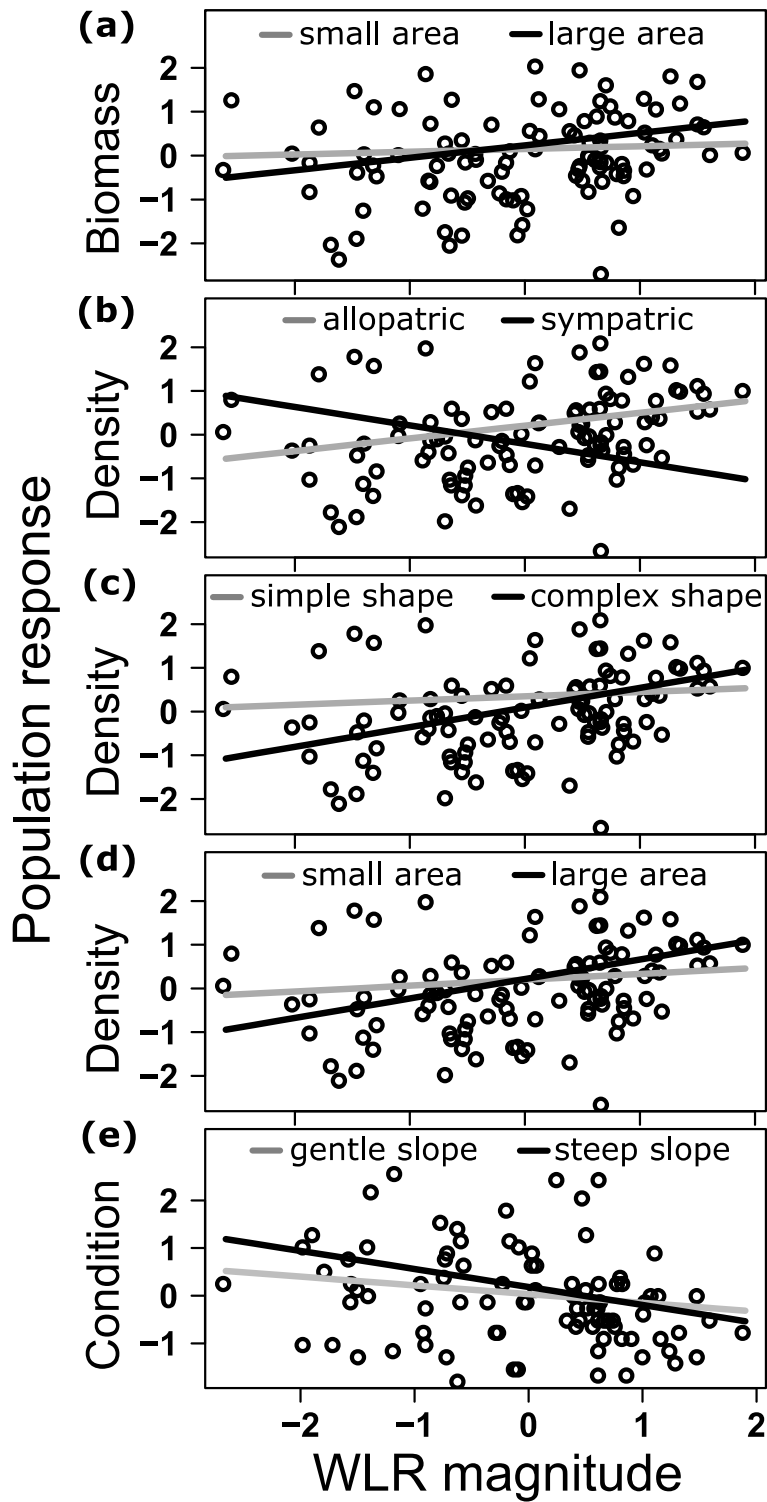 (a) small area large area
2
1
0
−1
−2
Biomass
(b) allopatric sympatric
2
1
0
−1
−2
Density
(c) simple shape complex shape
2
1
0
−1
−2
Density
(d) small area large area
2
1
0
−1
−2
Density
(e) gentle slope steep slope
2
1
0
−1
Condition
Population response
−2 −1 0 1 2
WLR magnitude